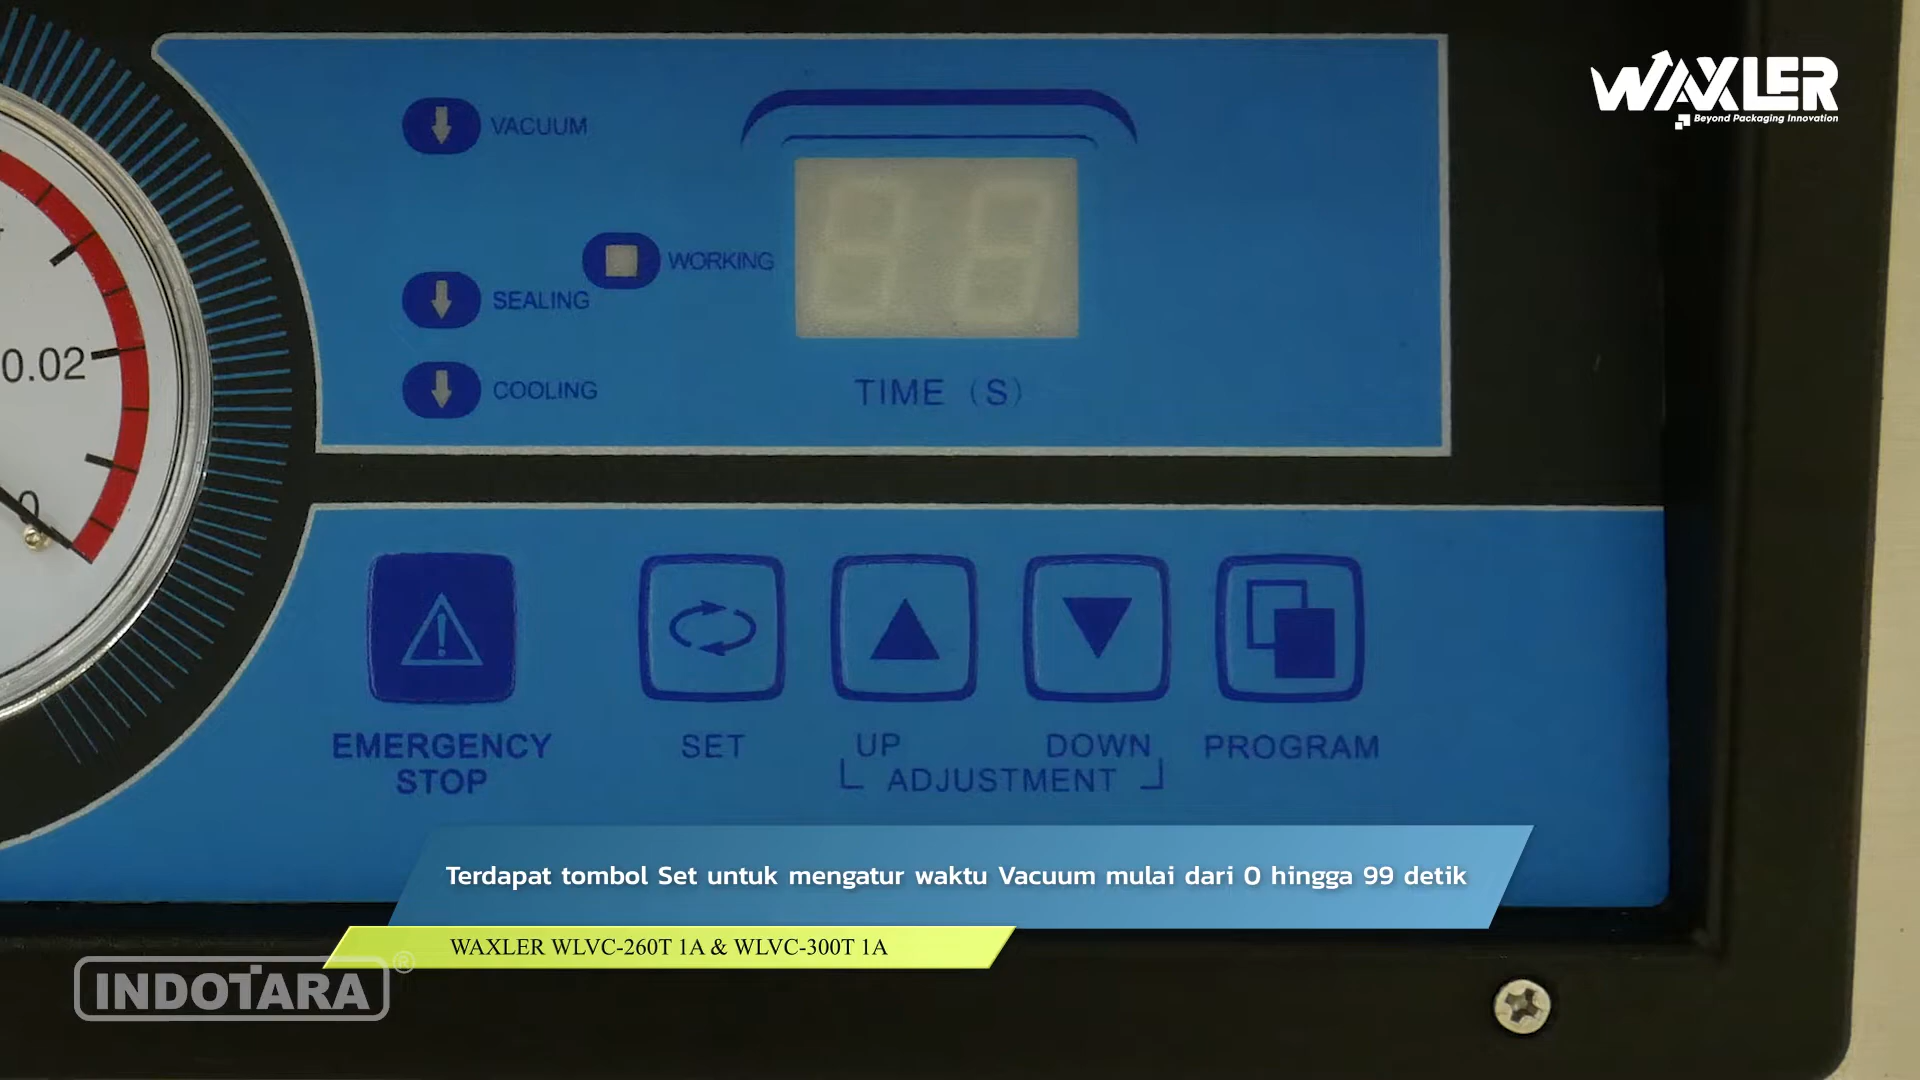 WAXLER
Beyond Packaging Innovation
VACUUM
WORKING
SEALING
COOLING
TIME (S)
0.02
0
EMERGENCY
STOP
SET
UP
DOWN
ADJUSTMENT
PROGRAM
Terdapat tombol Set untuk mengatur waktu Vacuum mulai dari 0 hingga 99 detik
WAXLER WLVC-260T 1A & WLVC-300T 1A
INDOTARA®